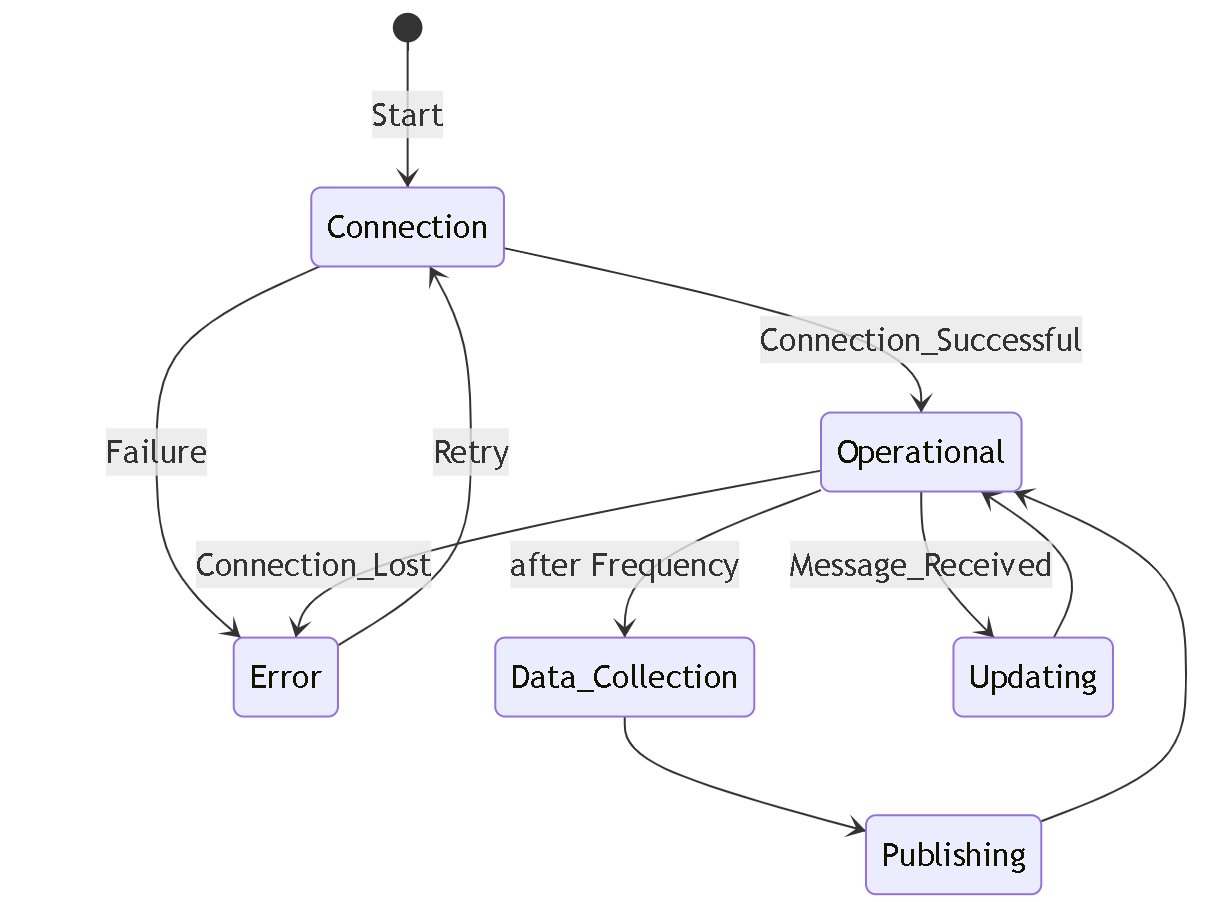 Start
Connection
Connection_Successful
Failure
Retry
Operational
Connection_Lost
after Frequency
Message_Received
Error
Data_Collection
Updating
Publishing